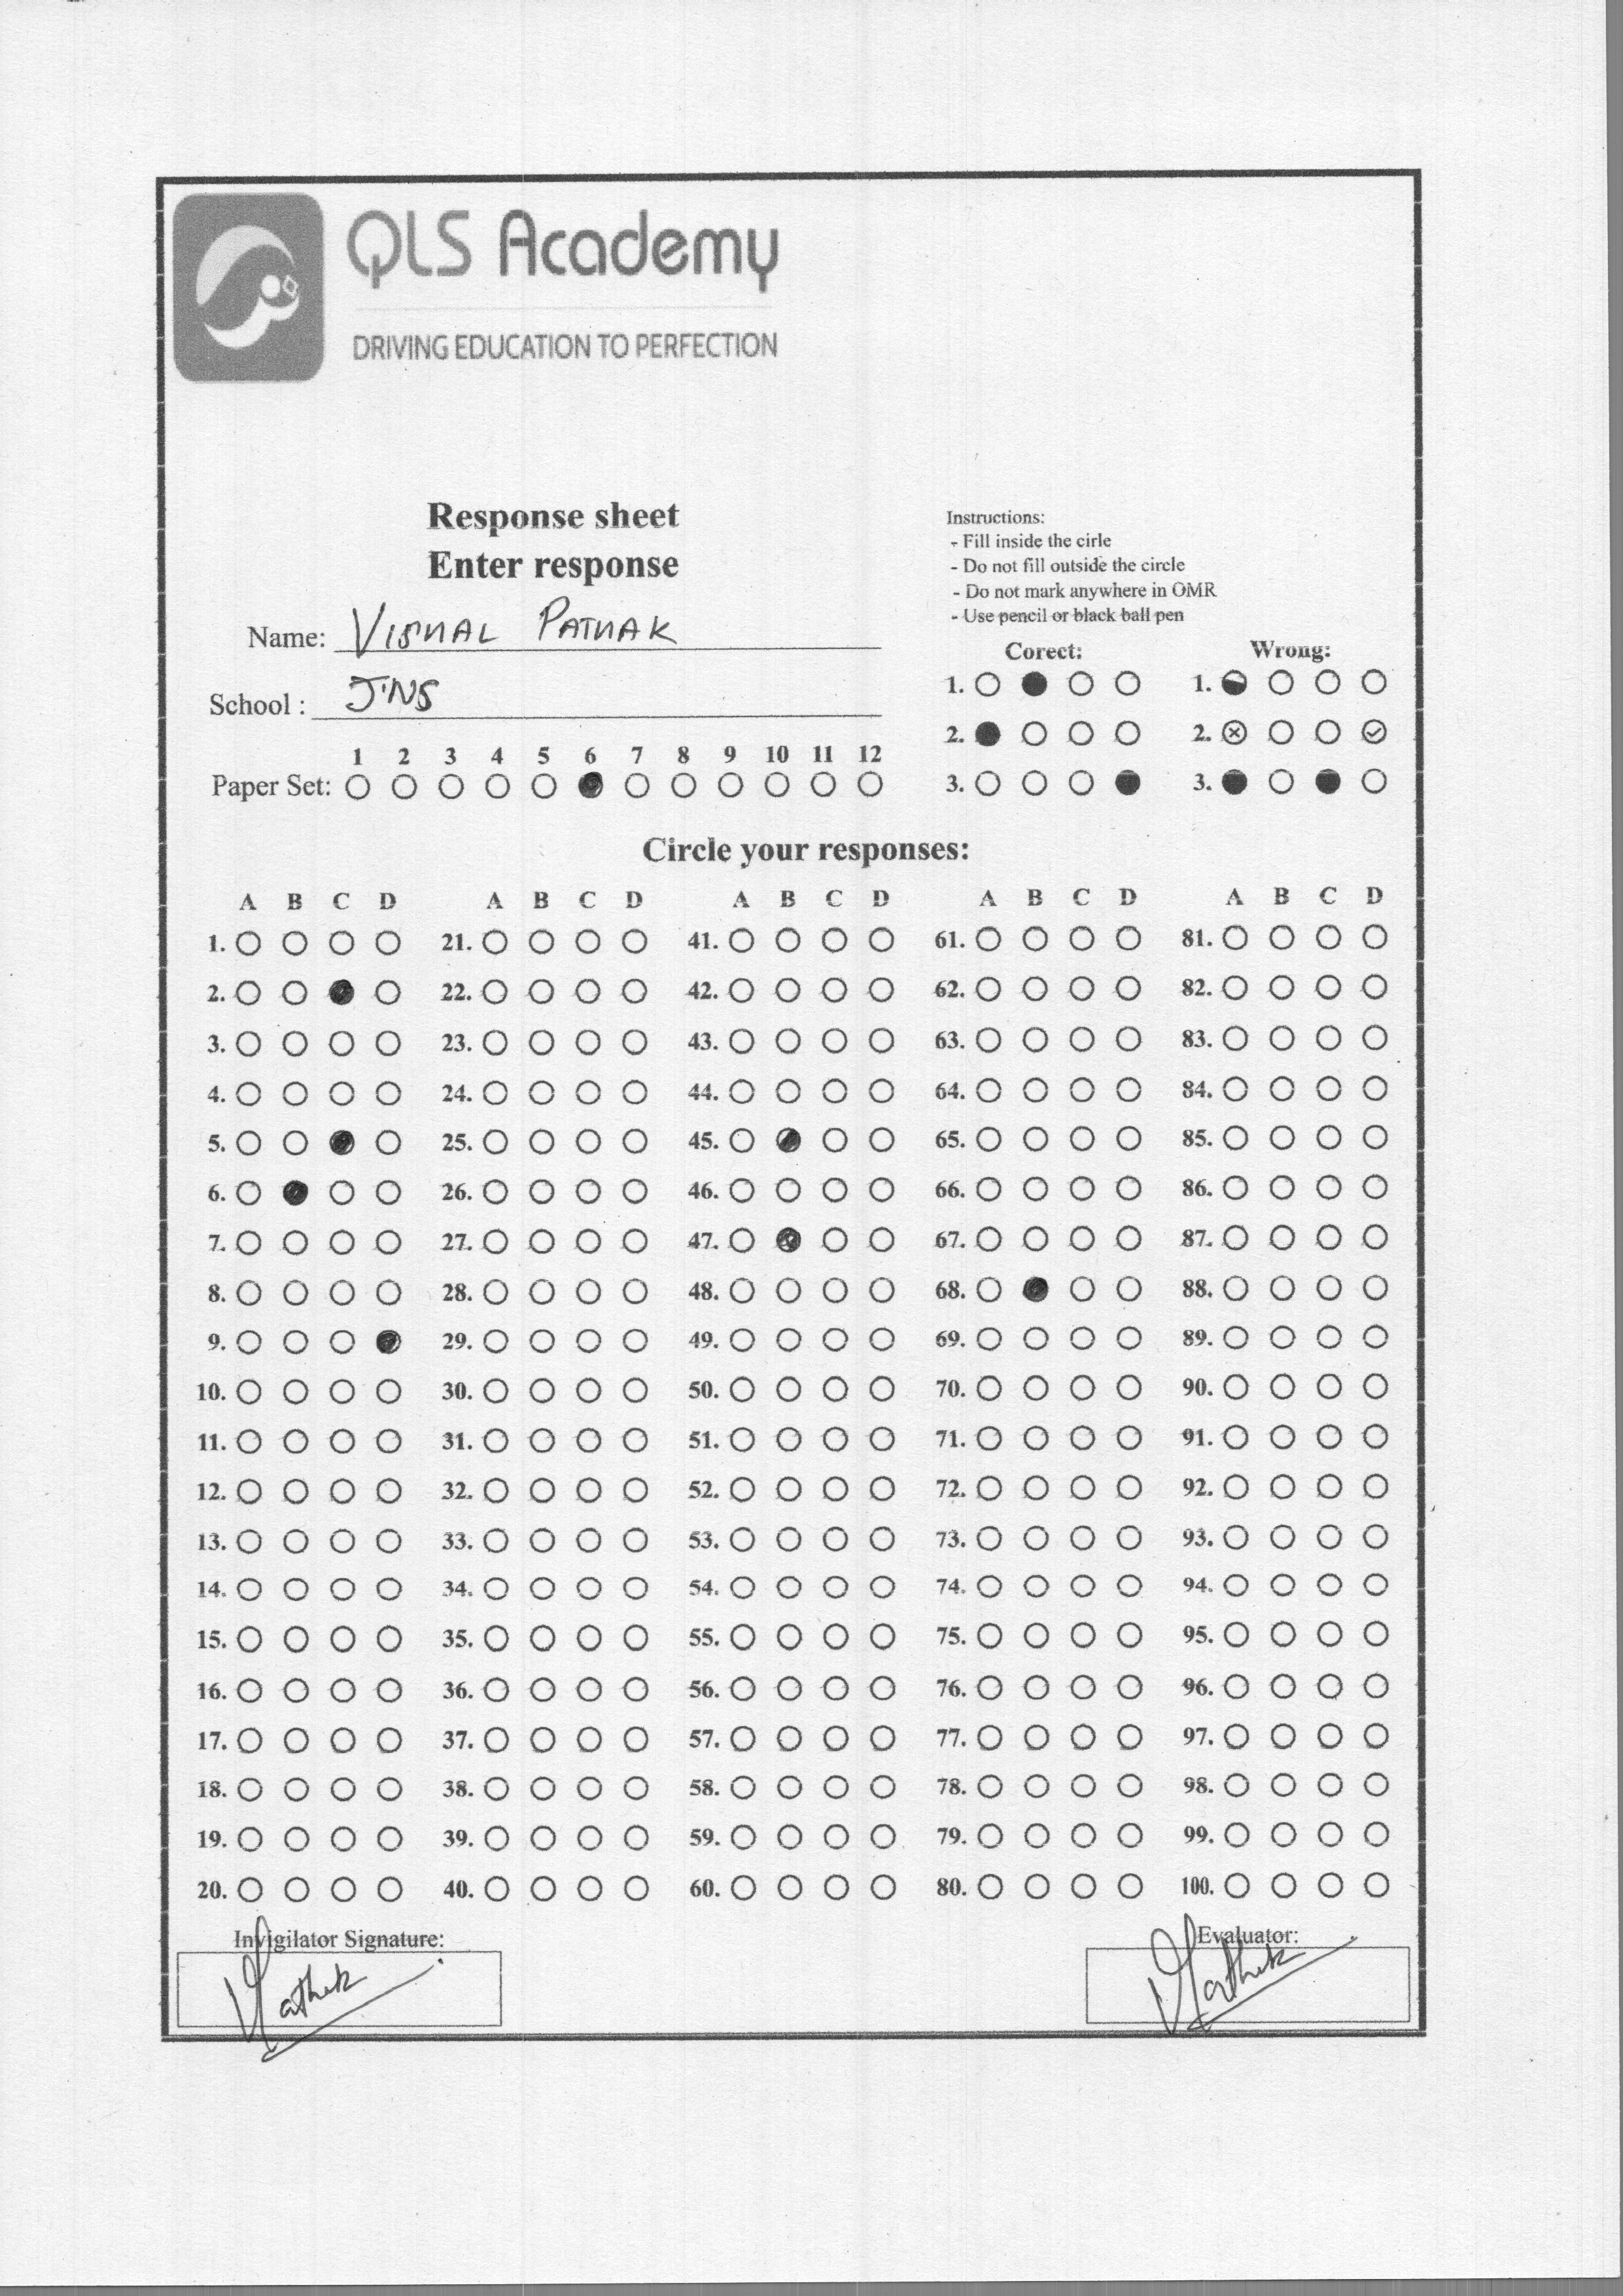 QLS Academy
DRIVING EDUCATION TO PERFECTION
Response sheet
Enter response
Name: VISHAL PATHAK
School : JNS
1 2 3 4 5 6 7 8 9 10 11 12
Paper Set:
Instructions:
- Fill inside the cirle
- Do not fill outside the circle
- Do not mark anywhere in OMR
- Use pencil or black ball pen
Corect: Wrong:
1. 1.
2. 2.
3. 3.
Circle your responses:
A B C D A B C D A B C D A B C D A B C D
1. 21. 41. 61. 81.
2. 22. 42. 62. 82.
3. 23. 43. 63. 83.
4. 24. 44. 64. 84.
5. 25. 45. 65. 85.
6. 26. 46. 66. 86.
7. 27. 47. 67. 87.
8. 28. 48. 68. 88.
9. 29. 49. 69. 89.
10. 30. 50. 70. 90.
11. 31. 51. 71. 91.
12. 32. 52. 72. 92.
13. 33. 53. 73. 93.
14. 34. 54. 74. 94.
15. 35. 55. 75. 95.
16. 36. 56. 76. 96.
17. 37. 57. 77. 97.
18. 38. 58. 78. 98.
19. 39. 59. 79. 99.
20. 40. 60. 80. 100.
Invigilator Signature: Evaluator: